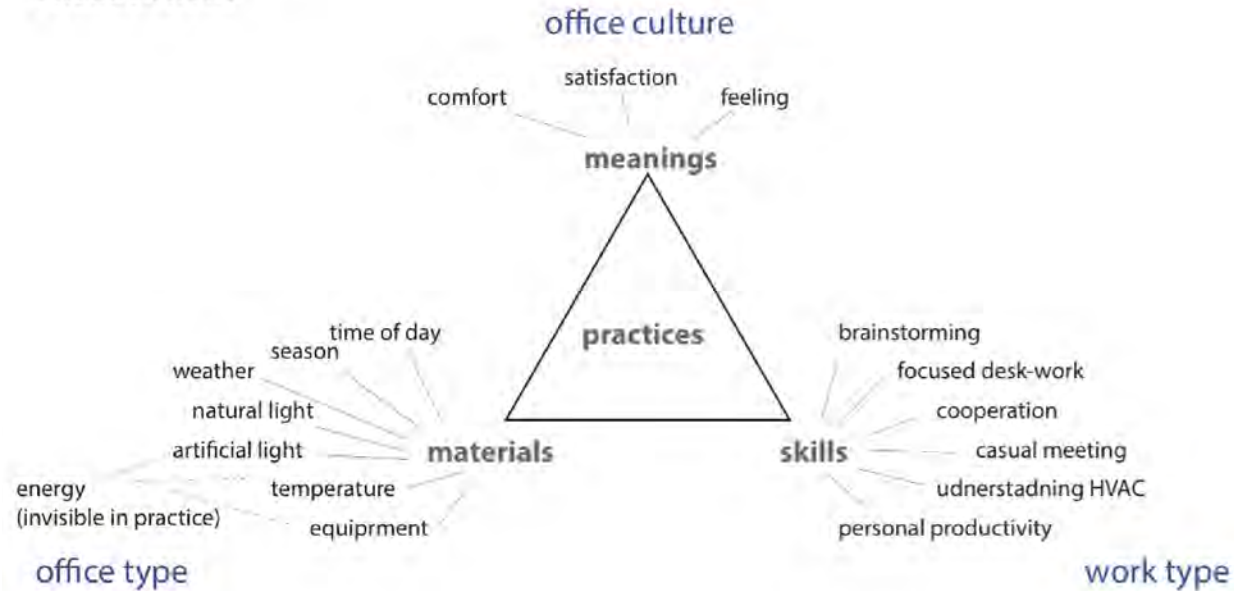 office culture
satisfaction
comfort
feeling
meanings
practices
time of day
season
weather
natural light
artificial light
materials
energy
(invisible in practice)
temperature
equiprment
office type
brainstorming
focused desk-work
cooperation
skills
casual meeting
udnerstadning HVAC
personal productivity
work type